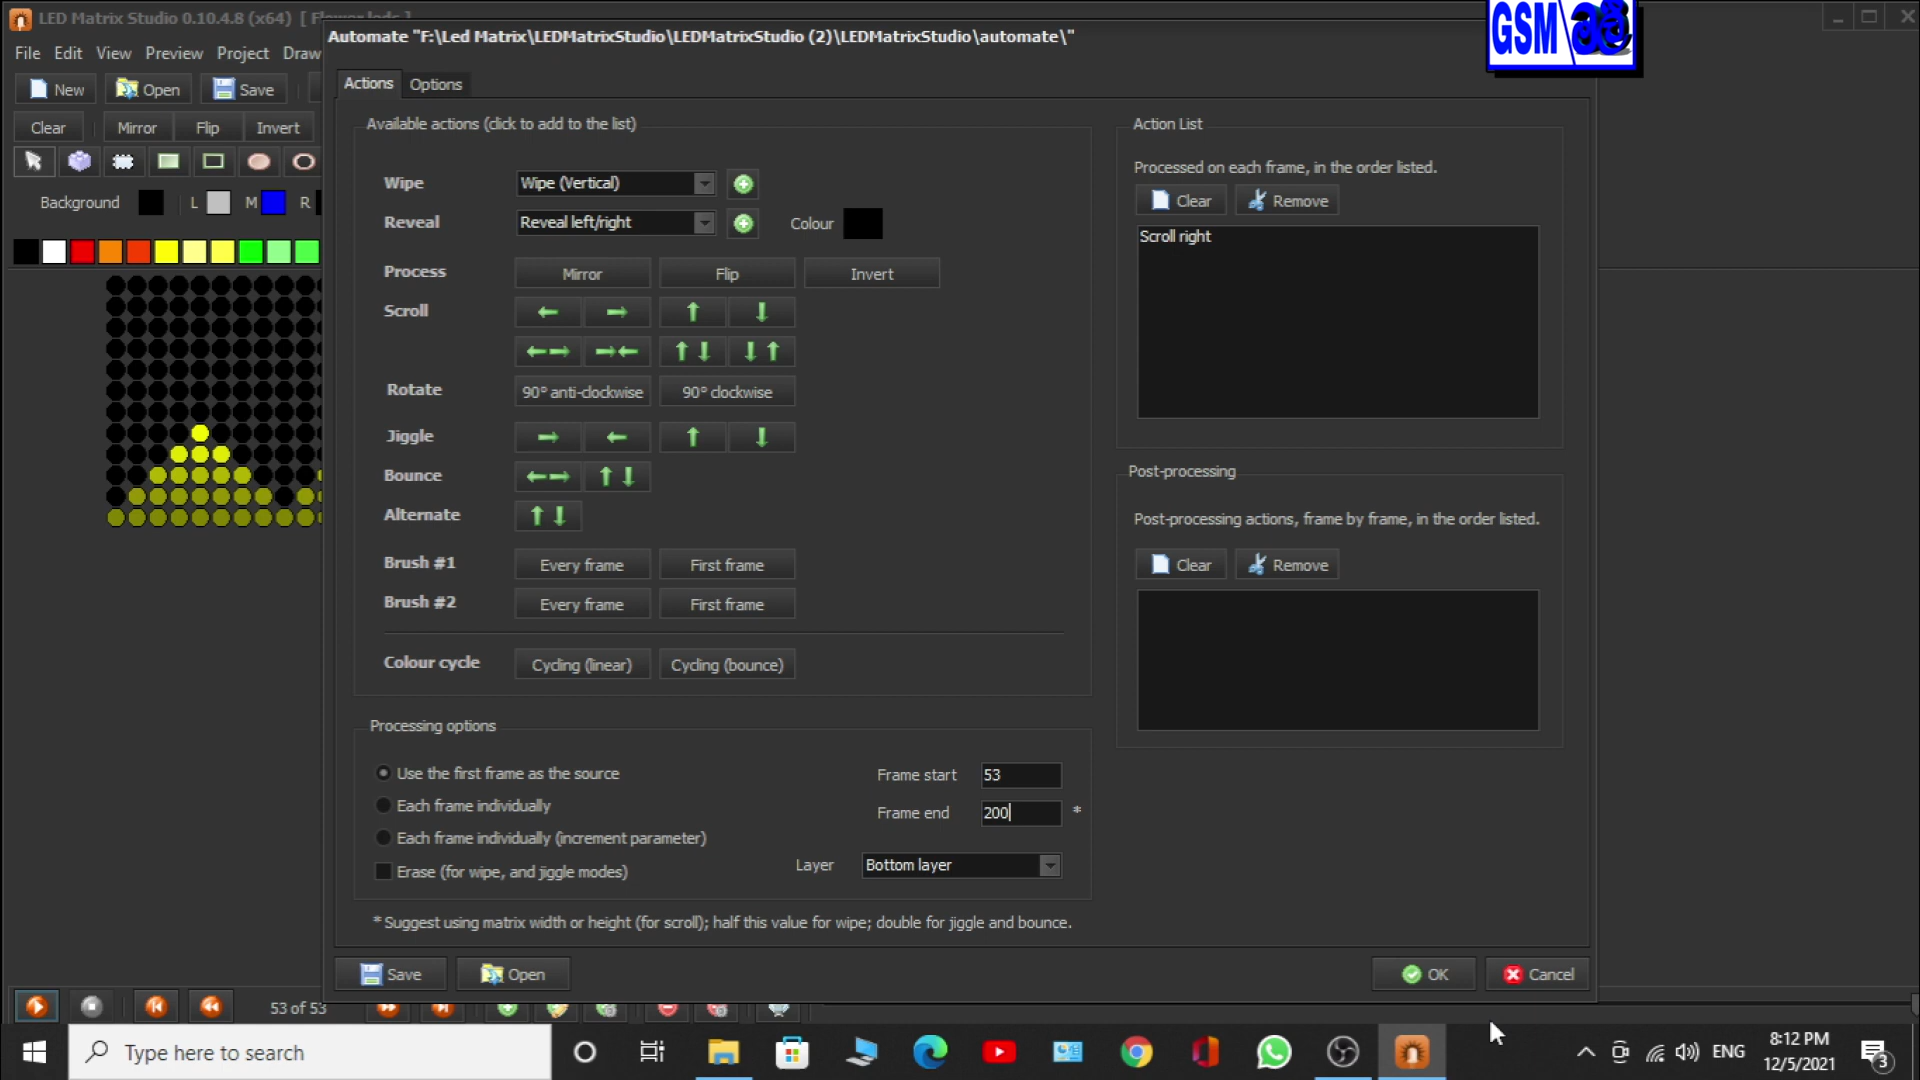 LED Matrix Studio 0.10.4.8 (x64)
Automate "F:\Led Matrix\LEDMatrixStudio\LEDMatrixStudio (2)\LEDMatrixStudio\automate\"
GSM
File Edit View Preview Project Draw
Actions Options
New Open Save
Clear Mirror Flip Invert
Background L M R
Available actions (click to add to the list)
Wipe Wipe (Vertical)
Reveal Reveal left/right Colour
Process Mirror Flip Invert
Scroll
Rotate 90° anti-clockwise 90° clockwise
Jiggle
Bounce
Alternate
Brush #1 Every frame First frame
Brush #2 Every frame First frame
Colour cycle Cycling (linear) Cycling (bounce)
Processing options
Use the first frame as the source
Each frame individually
Each frame individually (increment parameter)
Erase (for wipe, and jiggle modes)
Frame start 53
Frame end 200 *
Layer Bottom layer
* Suggest using matrix width or height (for scroll); half this value for wipe; double for jiggle and bounce.
Action List
Processed on each frame, in the order listed.
Clear Remove
Scroll right
Post-processing
Post-processing actions, frame by frame, in the order listed.
Clear Remove
Save Open OK Cancel
53 of 53
Type here to search
ENG
8:12 PM
12/5/2021
3